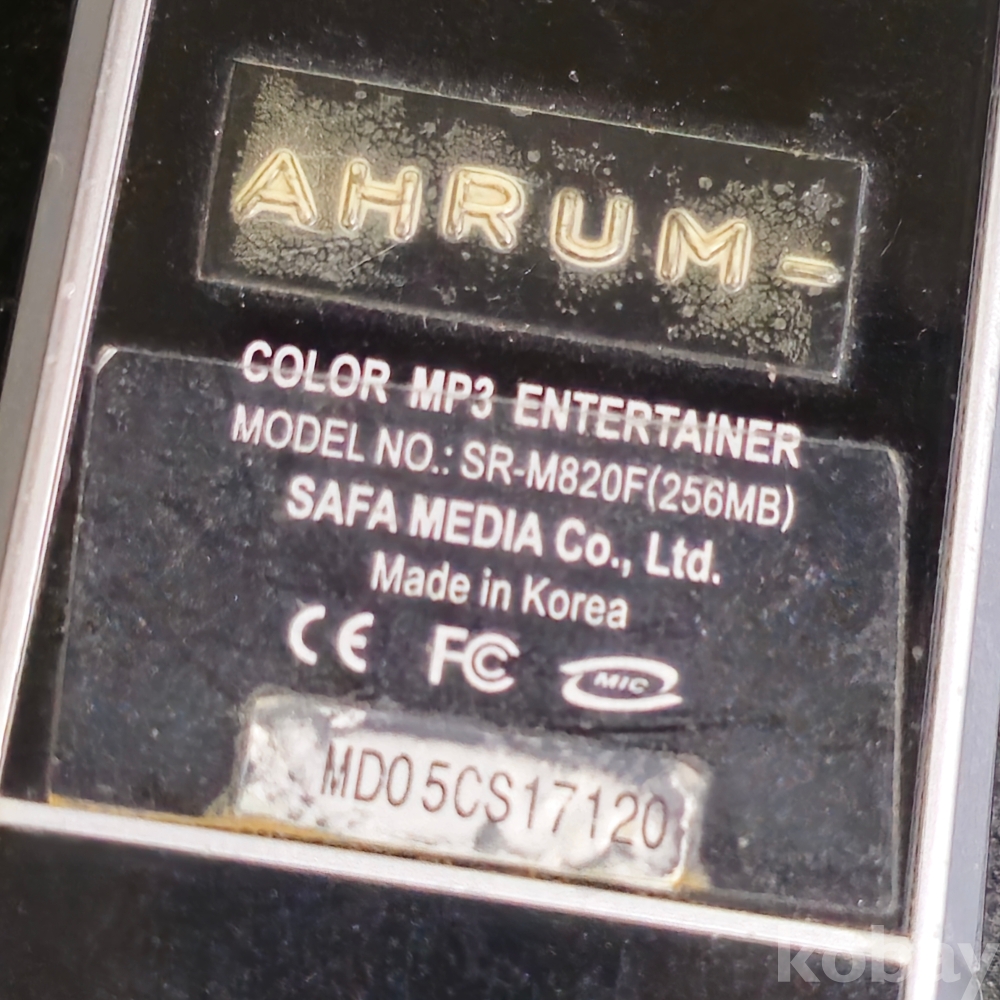 AHRUM-
COLOR MP3 ENTERTAINER
MODEL NO.: SR-M820F(256MB)
SAFA MEDIA Co., Ltd.
Made in Korea
CE FC MIC
MD05CS17120
kobay